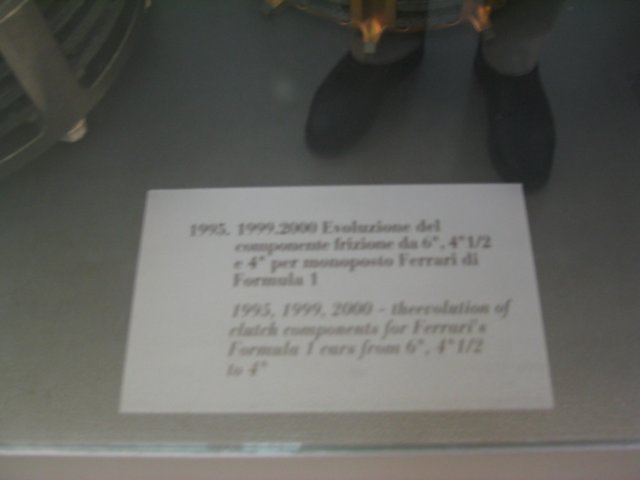 1995. 1999.2000 Evoluzione del
componente frizione da 6", 4"1/2
e 4" per monoposto Ferrari di
Formula 1
1995, 1999, 2000 - theevolution of
clutch components for Ferrari's
Formula 1 cars from 6", 4"1/2
to 4"